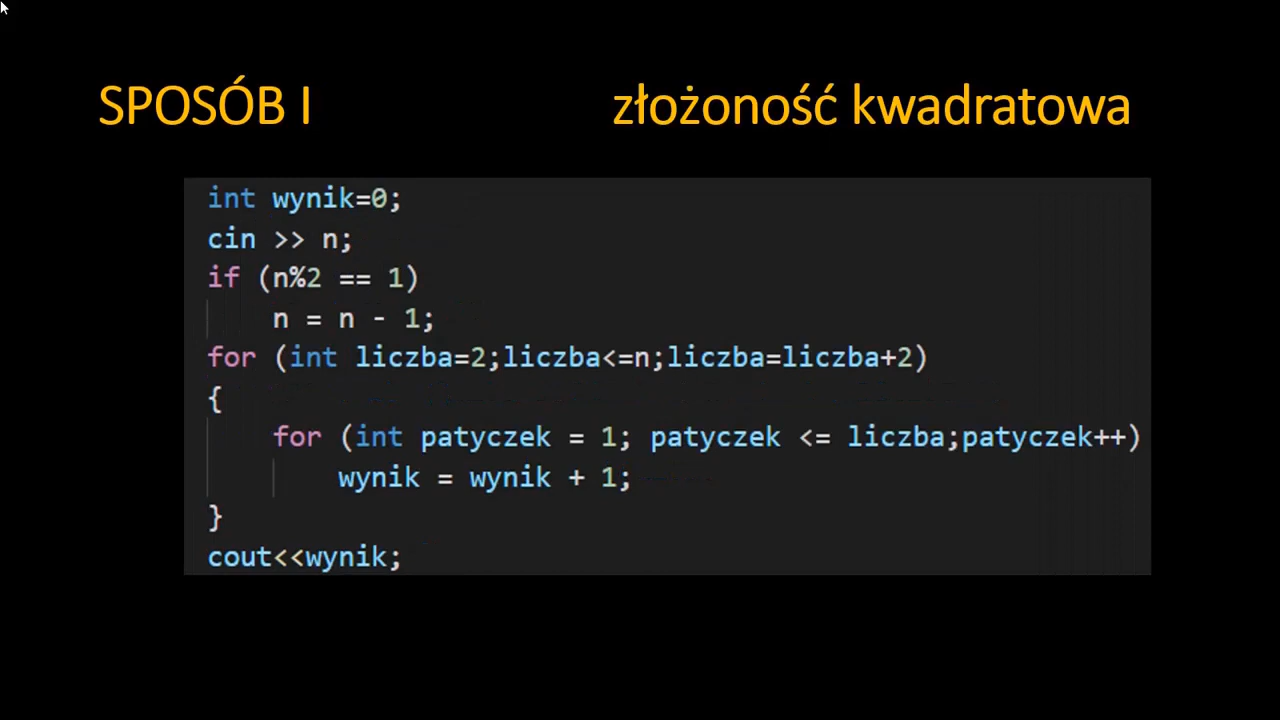 SPOSÓB I złożoność kwadratowa
int wynik=0;
cin >> n;
if (n%2 == 1)
    n = n - 1;
for (int liczba=2;liczba<=n;liczba=liczba+2)
{
    for (int patyczek = 1; patyczek <= liczba;patyczek++)
        wynik = wynik + 1;
}
cout<<wynik;